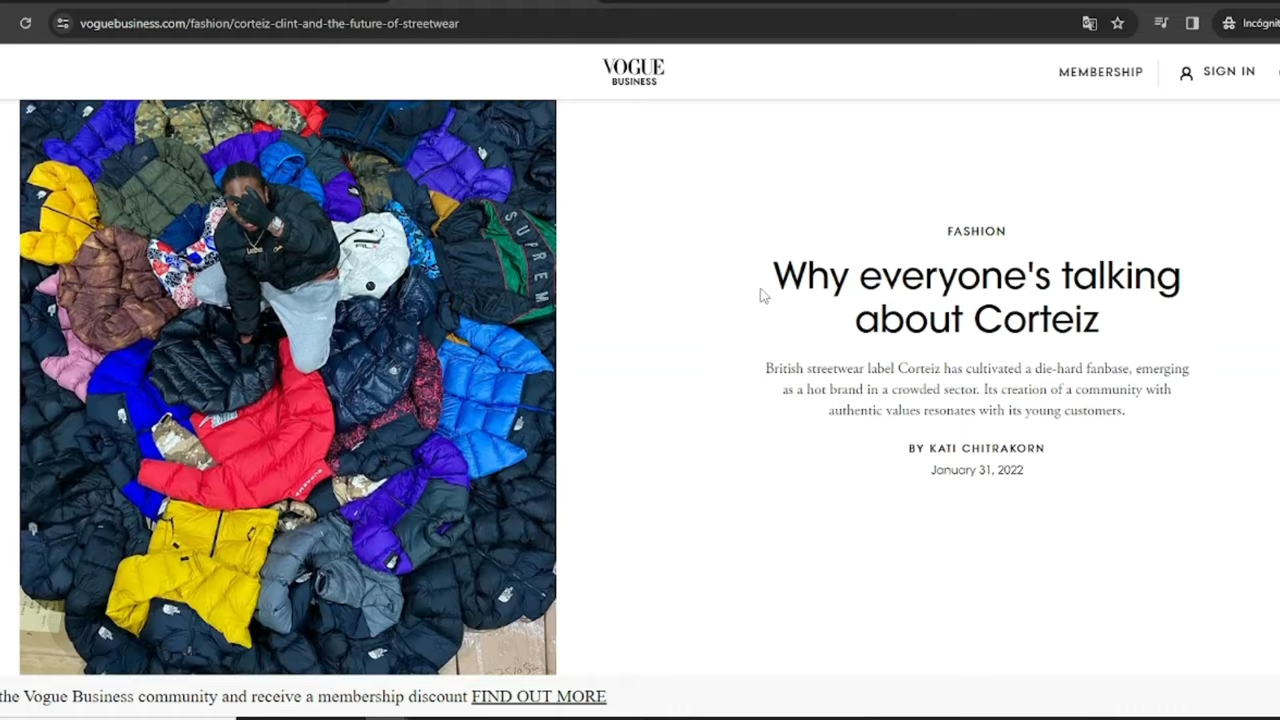 voguebusiness.com/fashion/corteiz-clint-and-the-future-of-streetwear
Incógnit
VOGUE
BUSINESS
MEMBERSHIP
SIGN IN
SUPREM
FASHION
Why everyone's talking
about Corteiz
British streetwear label Corteiz has cultivated a die-hard fanbase, emerging
as a hot brand in a crowded sector. Its creation of a community with
authentic values resonates with its young customers.
BY KATI CHITRAKORN
January 31, 2022
the Vogue Business community and receive a membership discount FIND OUT MORE